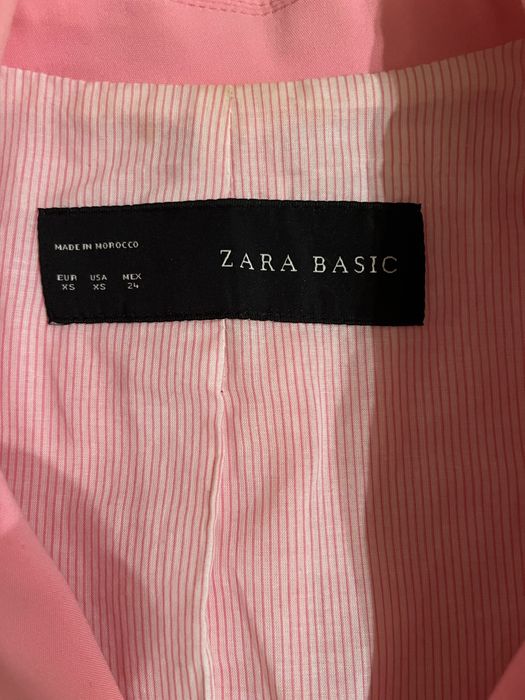 MADE IN MOROCCO
ZARA BASIC
EUR USA MEX
XS XS 24